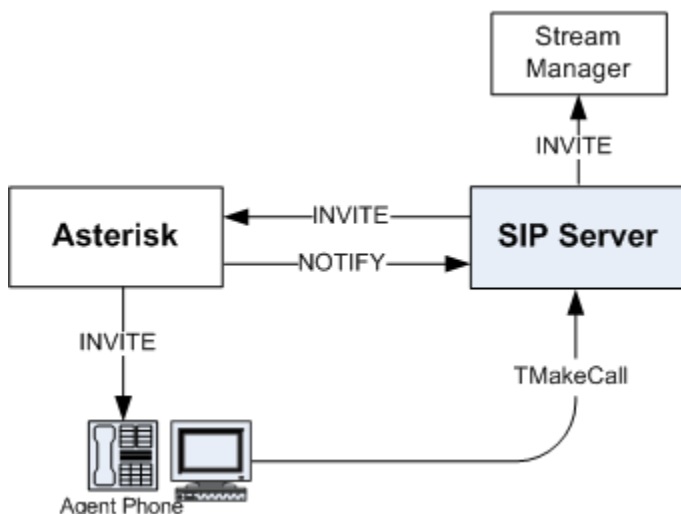 Stream
Manager
INVITE
Asterisk
INVITE
SIP Server
NOTIFY
INVITE
TMakeCall
Agent Phone